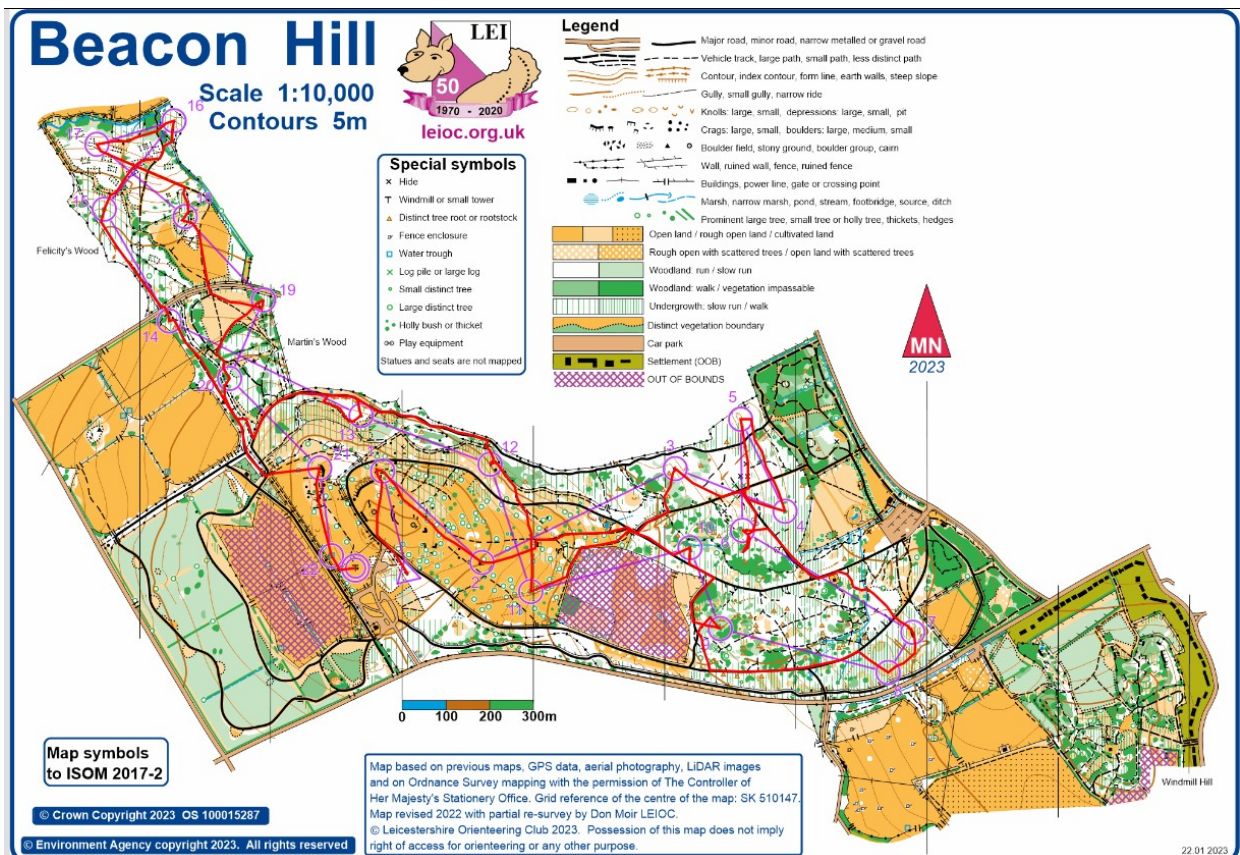 Beacon Hill
Scale 1:10,000
Contours 5m
LEI
50
1970 - 2020
leioc.org.uk
Special symbols
Hide
Windmill or small tower
Distinct tree root or rootstock
Fence enclosure
Water trough
Log pile or large log
Small distinct tree
Large distinct tree
Holly bush or thicket
Play equipment
Statues and seats are not mapped
Legend
Major road, minor road, narrow metalled or gravel road
Vehicle track, large path, small path, less distinct path
Contour, index contour, form line, earth walls, steep slope
Gully, small gully, narrow ride
Knolls: large, small, depressions: large, small, pit
Crags: large, small, boulders: large, medium, small
Boulder field, stony ground, boulder group, cairn
Wall, ruined wall, fence, ruined fence
Buildings, power line, gate or crossing point
Marsh, narrow marsh, pond, stream, footbridge, source, ditch
Prominent large tree, small tree or holly tree, thickets, hedges
Open land / rough open land / cultivated land
Rough open with scattered trees / open land with scattered trees
Woodland: run / slow run
Woodland: walk / vegetation impassable
Undergrowth: slow run / walk
Distinct vegetation boundary
Car park
Settlement (OOB)
OUT OF BOUNDS
MN
2023
16
17
Felicity's Wood
19
14
Martin's Wood
20
13
12
21
1
3
5
4
11
22
Windmill Hill
0 100 200 300m
Map symbols
to ISOM 2017-2
© Crown Copyright 2023 OS 100015287
© Environment Agency copyright 2023. All rights reserved
Map based on previous maps, GPS data, aerial photography, LiDAR images
and on Ordnance Survey mapping with the permission of The Controller of
Her Majesty's Stationery Office. Grid reference of the centre of the map: SK 510147.
Map revised 2022 with partial re-survey by Don Moir LEIOC.
© Leicestershire Orienteering Club 2023. Possession of this map does not imply
right of access for orienteering or any other purpose.
22.01 2023